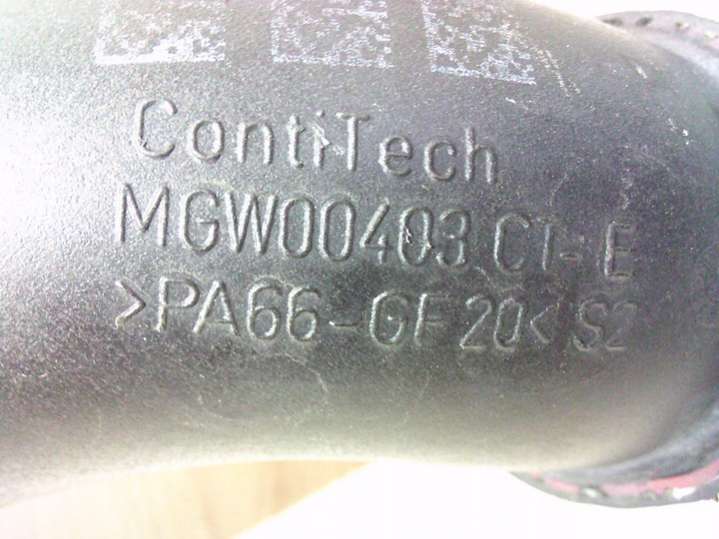 ContiTech
MGW00403 CT-E
>PA66-GF20< S2